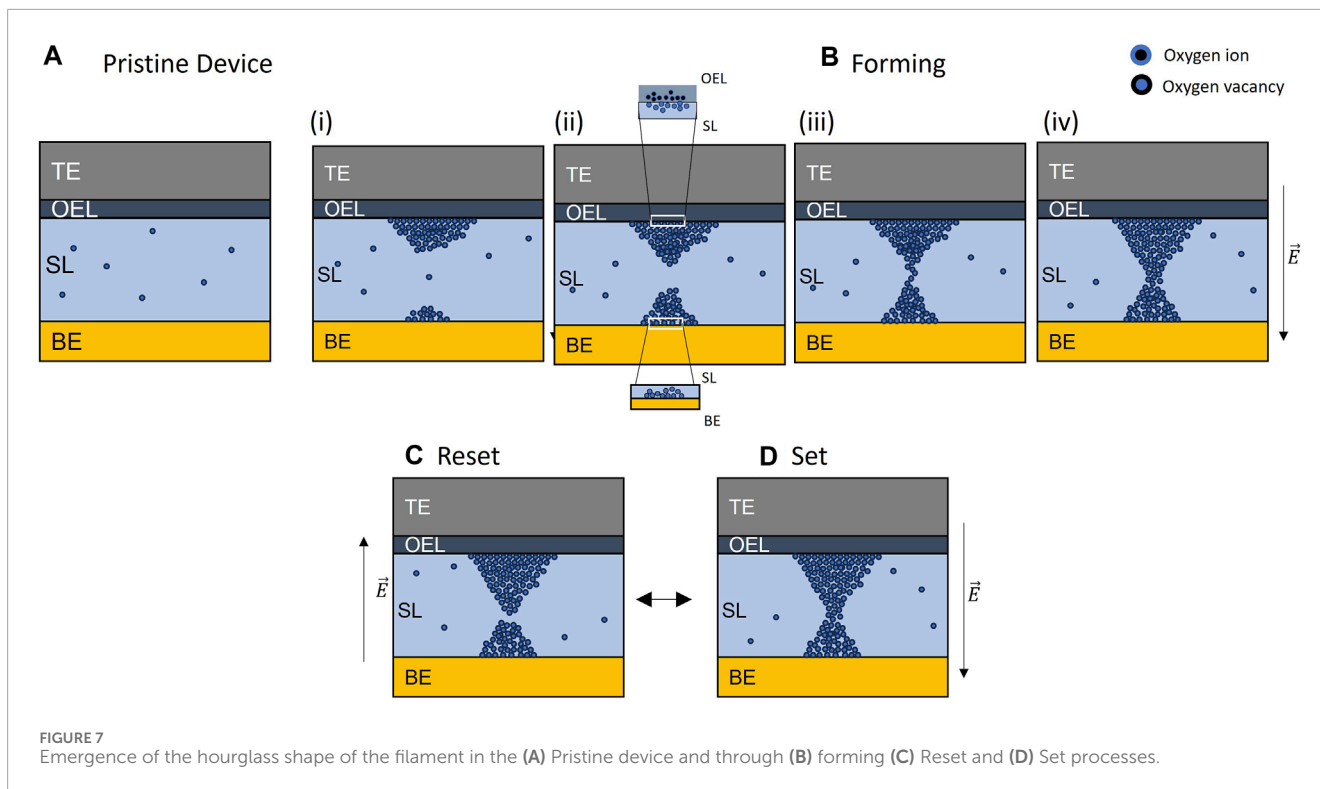 A Pristine Device
B Forming
Oxygen ion
Oxygen vacancy
OEL
SL
(i)
(ii)
(iii)
(iv)
TE
OEL
SL
BE
TE
OEL
SL
BE
TE
OEL
SL
BE
SL
BE
TE
OEL
SL
BE
TE
OEL
SL
BE
E⃗
C Reset
D Set
TE
OEL
SL
BE
E⃗
TE
OEL
SL
BE
E⃗
FIGURE 7
Emergence of the hourglass shape of the filament in the (A) Pristine device and through (B) forming (C) Reset and (D) Set processes.